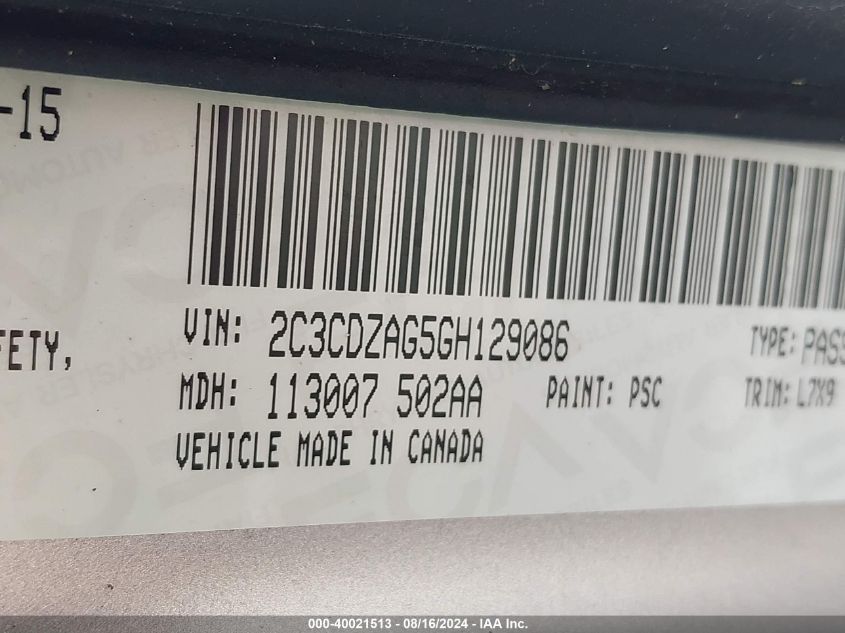 -15
FETY,
VIN: 2C3CDZAG5GH129086 TYPE: PASS
MDH: 113007 502AA PAINT: PSC TRIM: L7X9
VEHICLE MADE IN CANADA
000-40021513 - 08/16/2024 - IAA Inc.